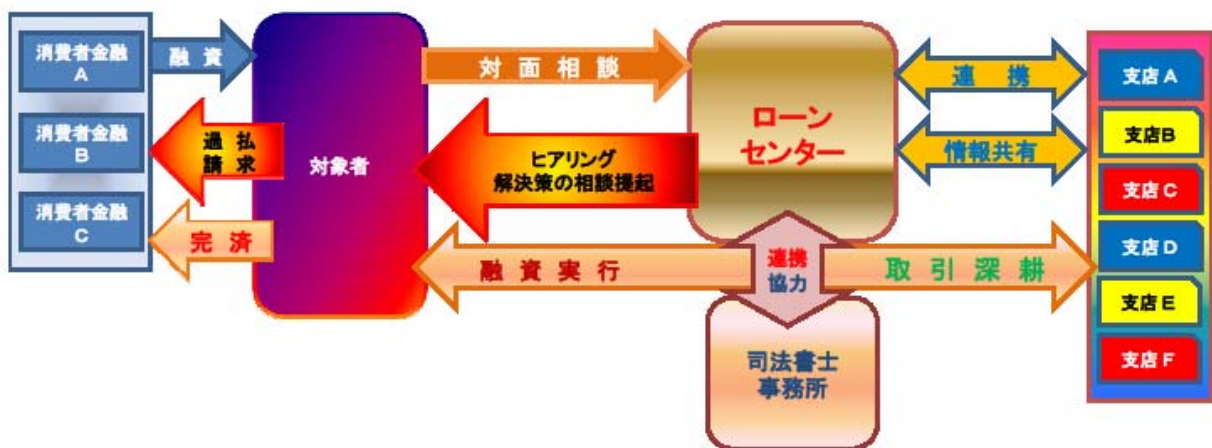 消費者金融
A
消費者金融
B
消費者金融
C
融資
過払
請求
完済
対象者
対面相談
ヒアリング
解決策の相談提起
融資実行
ローン
センター
連携
協力
司法書士
事務所
連携
情報共有
取引深耕
支店A
支店B
支店C
支店D
支店E
支店F